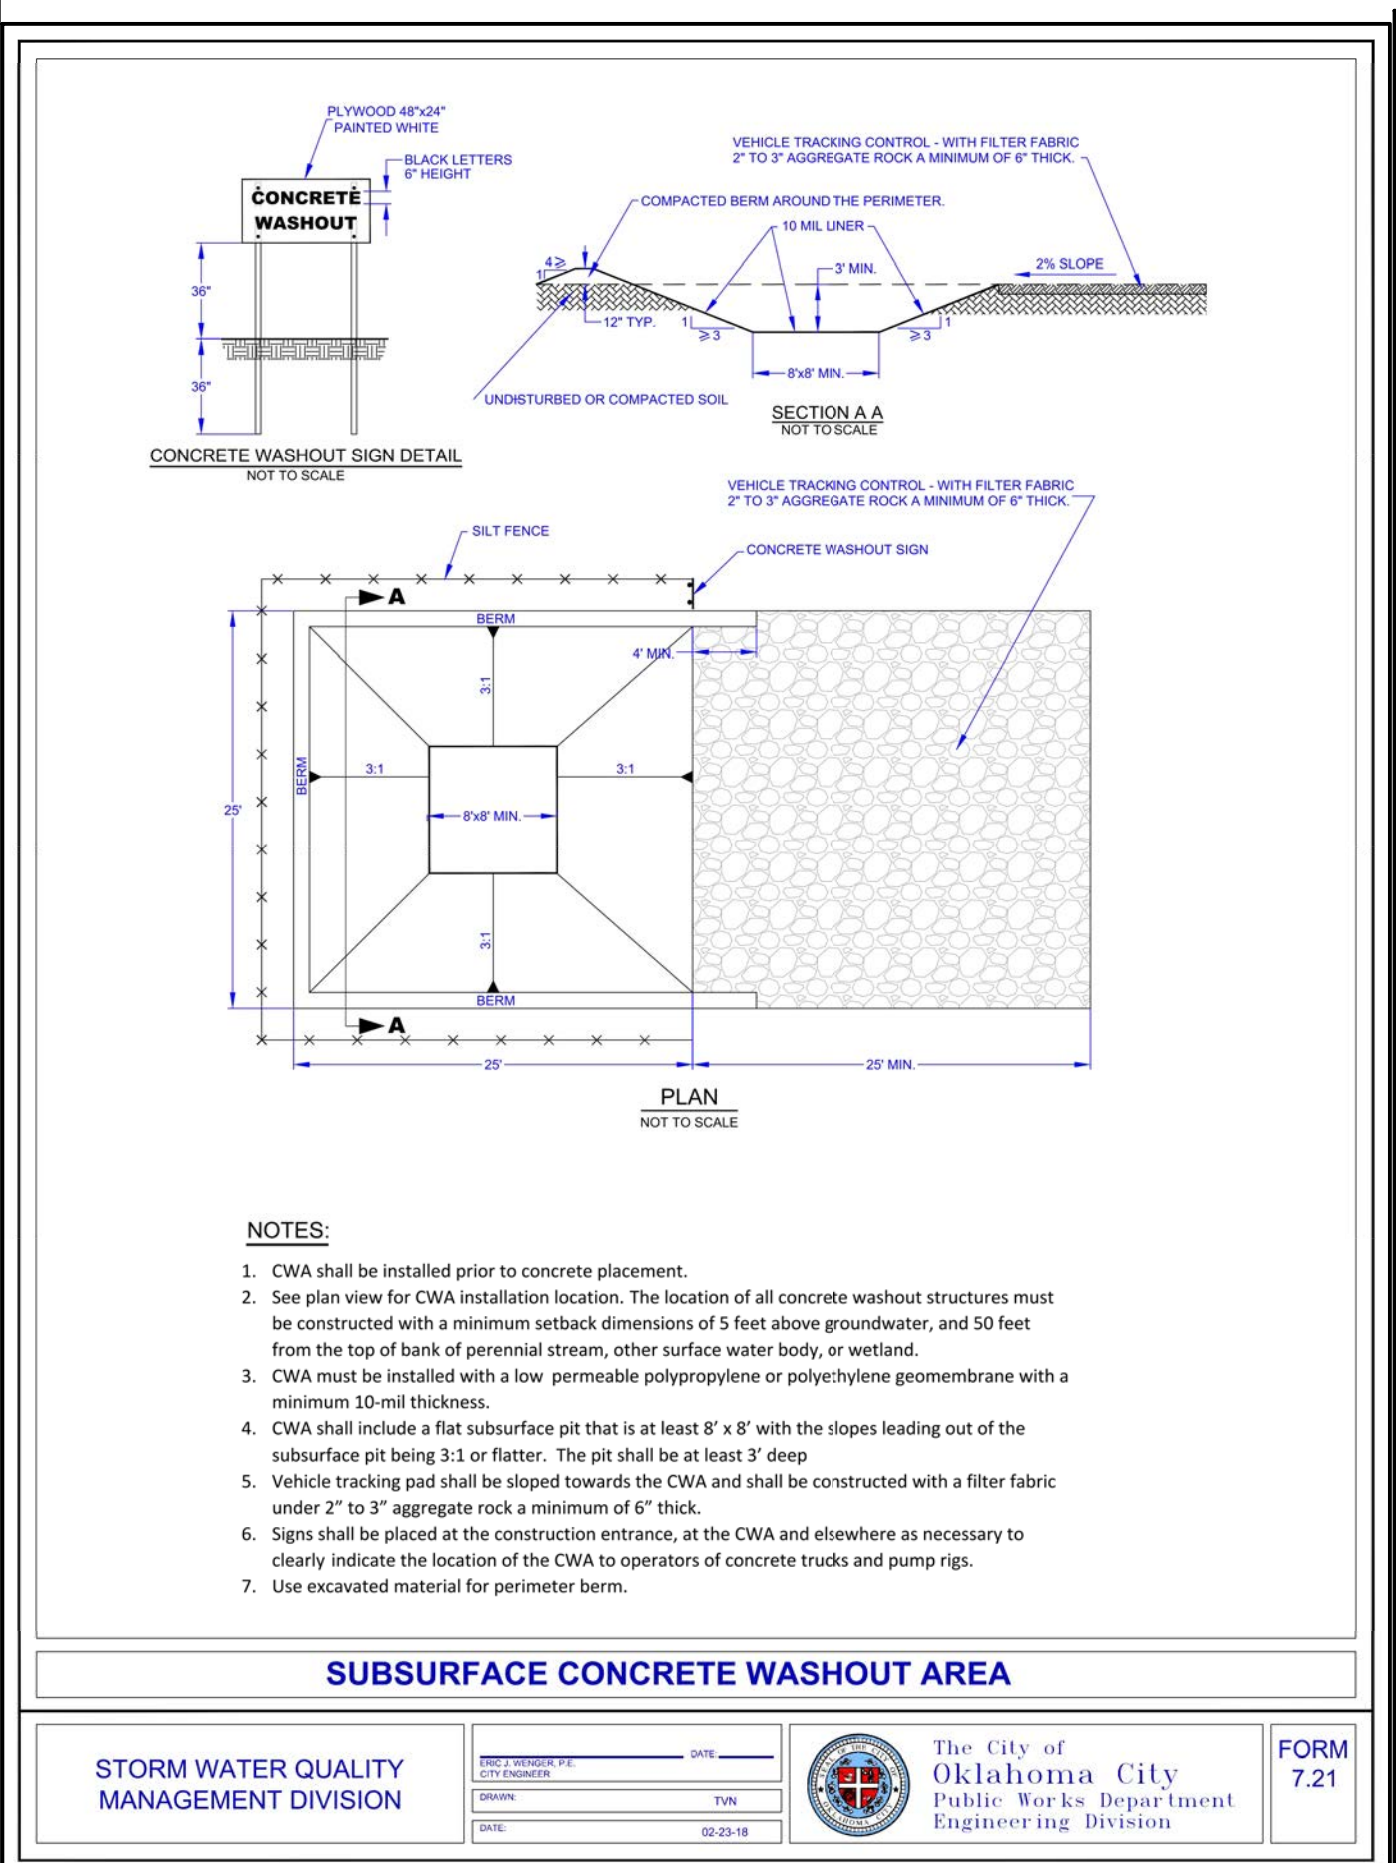 PLYWOOD 48"x24"
PAINTED WHITE
BLACK LETTERS
6" HEIGHT
CONCRETE
WASHOUT
36"
36"
CONCRETE WASHOUT SIGN DETAIL
NOT TO SCALE
VEHICLE TRACKING CONTROL - WITH FILTER FABRIC
2" TO 3" AGGREGATE ROCK A MINIMUM OF 6" THICK.
COMPACTED BERM AROUND THE PERIMETER.
10 MIL LINER
4≥
1
3' MIN.
2% SLOPE
12" TYP.
1
≥3
≥3
1
8'x8' MIN.
UNDISTURBED OR COMPACTED SOIL
SECTION A A
NOT TO SCALE
VEHICLE TRACKING CONTROL - WITH FILTER FABRIC
2" TO 3" AGGREGATE ROCK A MINIMUM OF 6" THICK.
SILT FENCE
CONCRETE WASHOUT SIGN
A
BERM
4' MIN.
3:1
BERM
3:1
3:1
25'
8'x8' MIN.
3:1
BERM
A
25'
25' MIN.
PLAN
NOT TO SCALE
NOTES:
1. CWA shall be installed prior to concrete placement.
2. See plan view for CWA installation location. The location of all concrete washout structures must
be constructed with a minimum setback dimensions of 5 feet above groundwater, and 50 feet
from the top of bank of perennial stream, other surface water body, or wetland.
3. CWA must be installed with a low permeable polypropylene or polyethylene geomembrane with a
minimum 10-mil thickness.
4. CWA shall include a flat subsurface pit that is at least 8' x 8' with the slopes leading out of the
subsurface pit being 3:1 or flatter. The pit shall be at least 3' deep
5. Vehicle tracking pad shall be sloped towards the CWA and shall be constructed with a filter fabric
under 2" to 3" aggregate rock a minimum of 6" thick.
6. Signs shall be placed at the construction entrance, at the CWA and elsewhere as necessary to
clearly indicate the location of the CWA to operators of concrete trucks and pump rigs.
7. Use excavated material for perimeter berm.
SUBSURFACE CONCRETE WASHOUT AREA
STORM WATER QUALITY
MANAGEMENT DIVISION
DATE:
ERIC J. WENGER, P.E.
CITY ENGINEER
DRAWN: TVN
DATE: 02-23-18
SEAL OF THE CITY OF
OKLAHOMA CITY
The City of
Oklahoma City
Public Works Department
Engineering Division
FORM
7.21